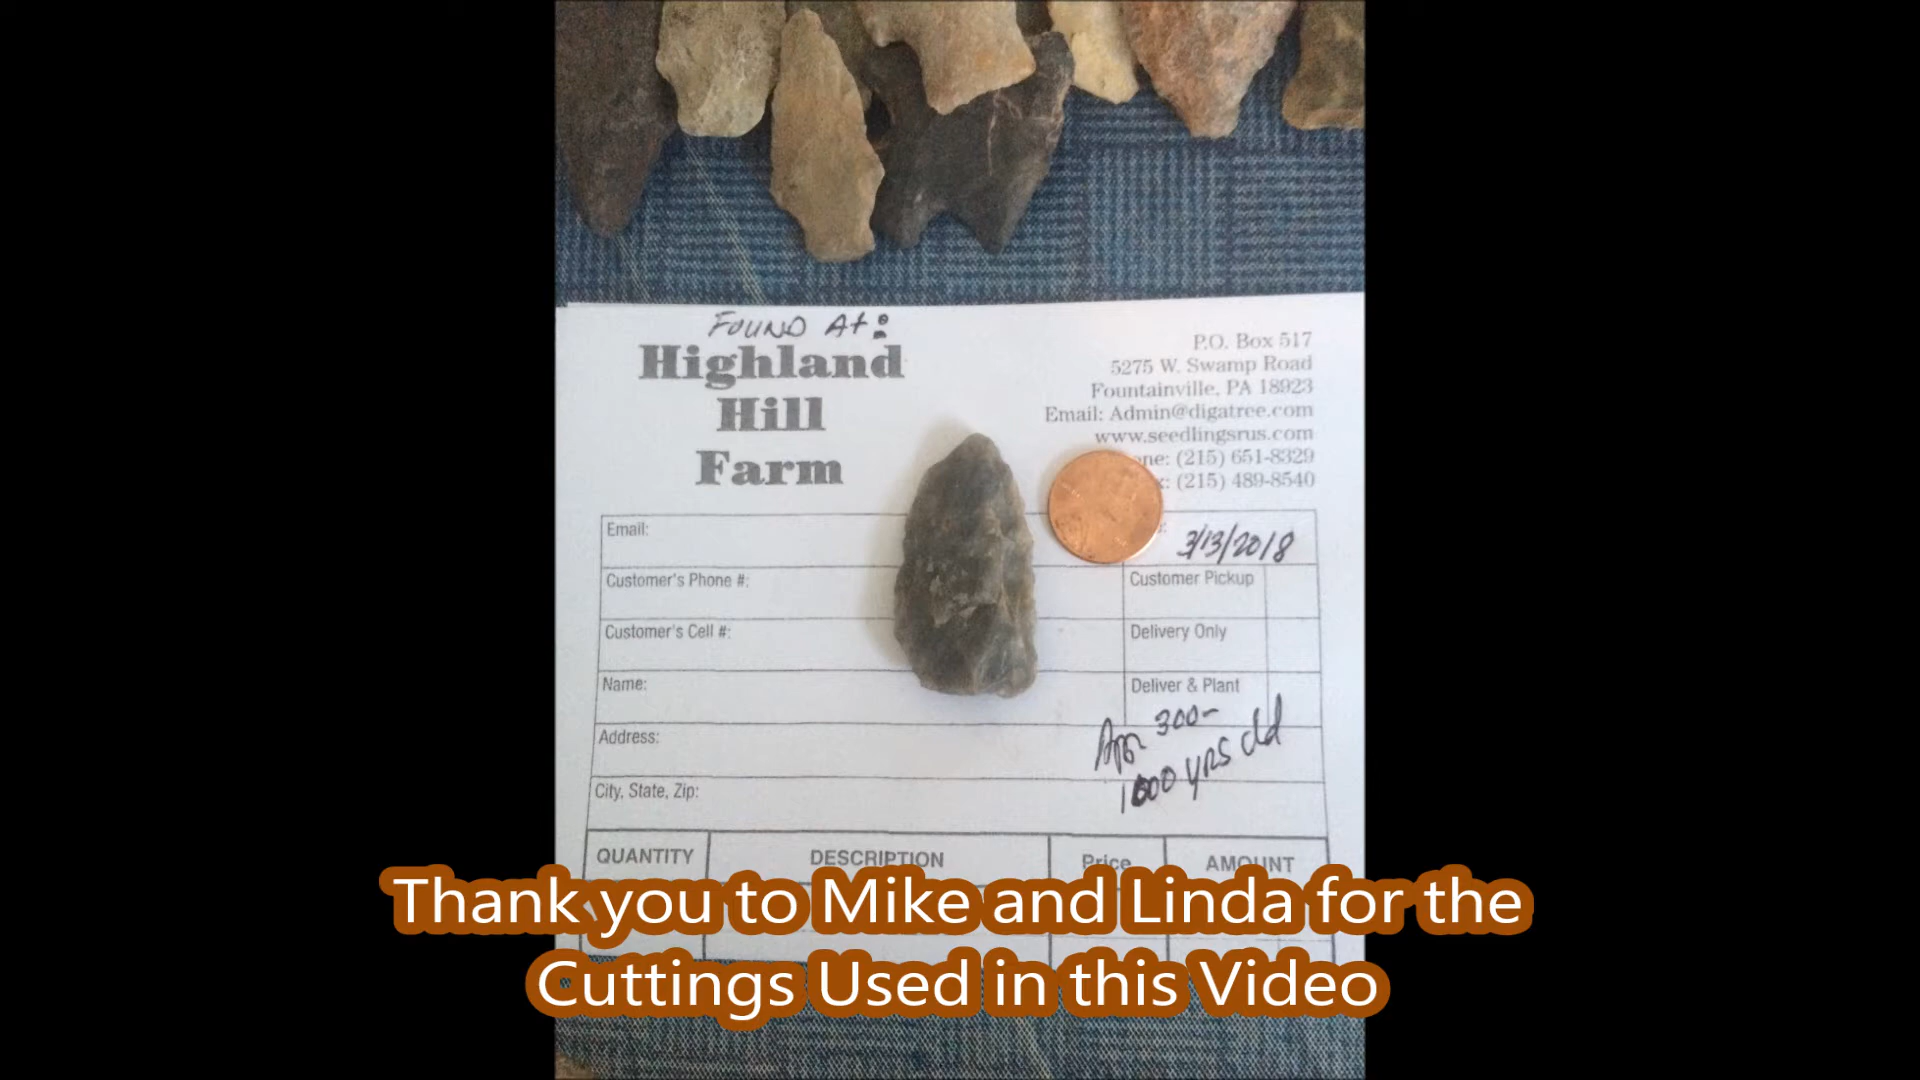 Found At:
Highland
Hill
Farm
P.O. Box 517
5275 W. Swamp Road
Fountainville, PA 18923
Email: Admin@digatree.com
www.seedlingsrus.com
(215) 651-8329
(215) 489-8540
Email:
3/13/2018
Customer's Phone #:
Customer Pickup
Customer's Cell #:
Delivery Only
Name:
Deliver & Plant
Address:
300-
1000 yrs old
City, State, Zip:
QUANTITY DESCRIPTION Price AMOUNT
Thank you to Mike and Linda for the
Cuttings Used in this Video